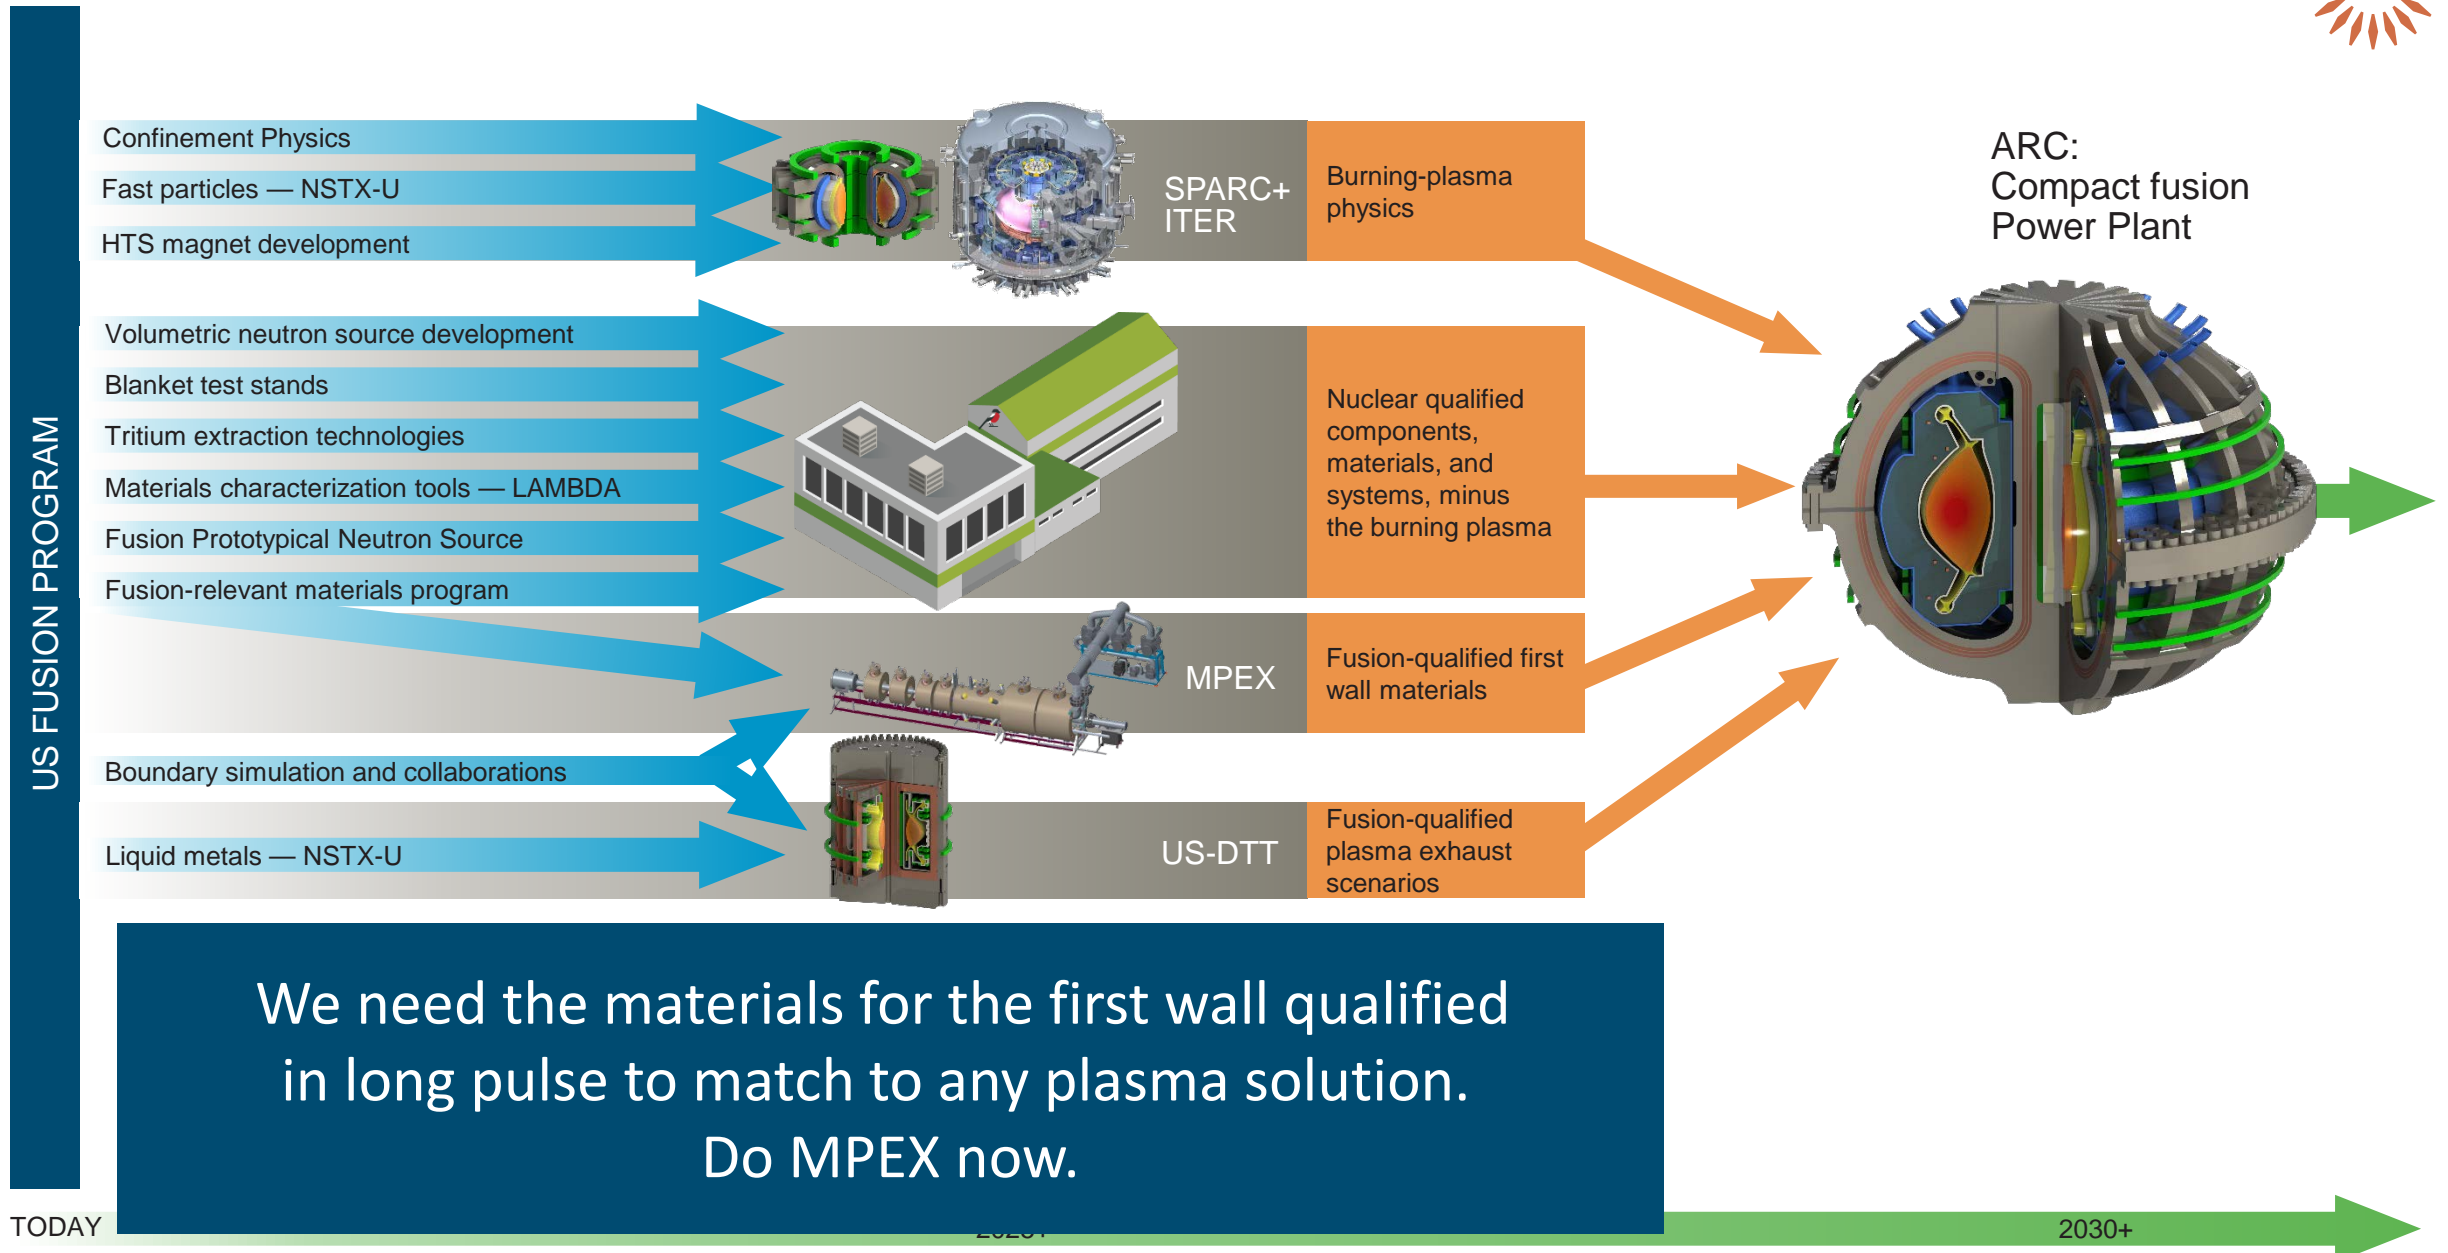 US FUSION PROGRAM
Confinement Physics
Fast particles — NSTX-U
HTS magnet development
SPARC+
ITER
Burning-plasma
physics
ARC:
Compact fusion
Power Plant
Volumetric neutron source development
Blanket test stands
Tritium extraction technologies
Materials characterization tools — LAMBDA
Fusion Prototypical Neutron Source
Fusion-relevant materials program
Nuclear qualified
components,
materials, and
systems, minus
the burning plasma
MPEX
Fusion-qualified first
wall materials
Boundary simulation and collaborations
Liquid metals — NSTX-U
US-DTT
Fusion-qualified
plasma exhaust
scenarios
We need the materials for the first wall qualified
in long pulse to match to any plasma solution.
Do MPEX now.
TODAY
2030+